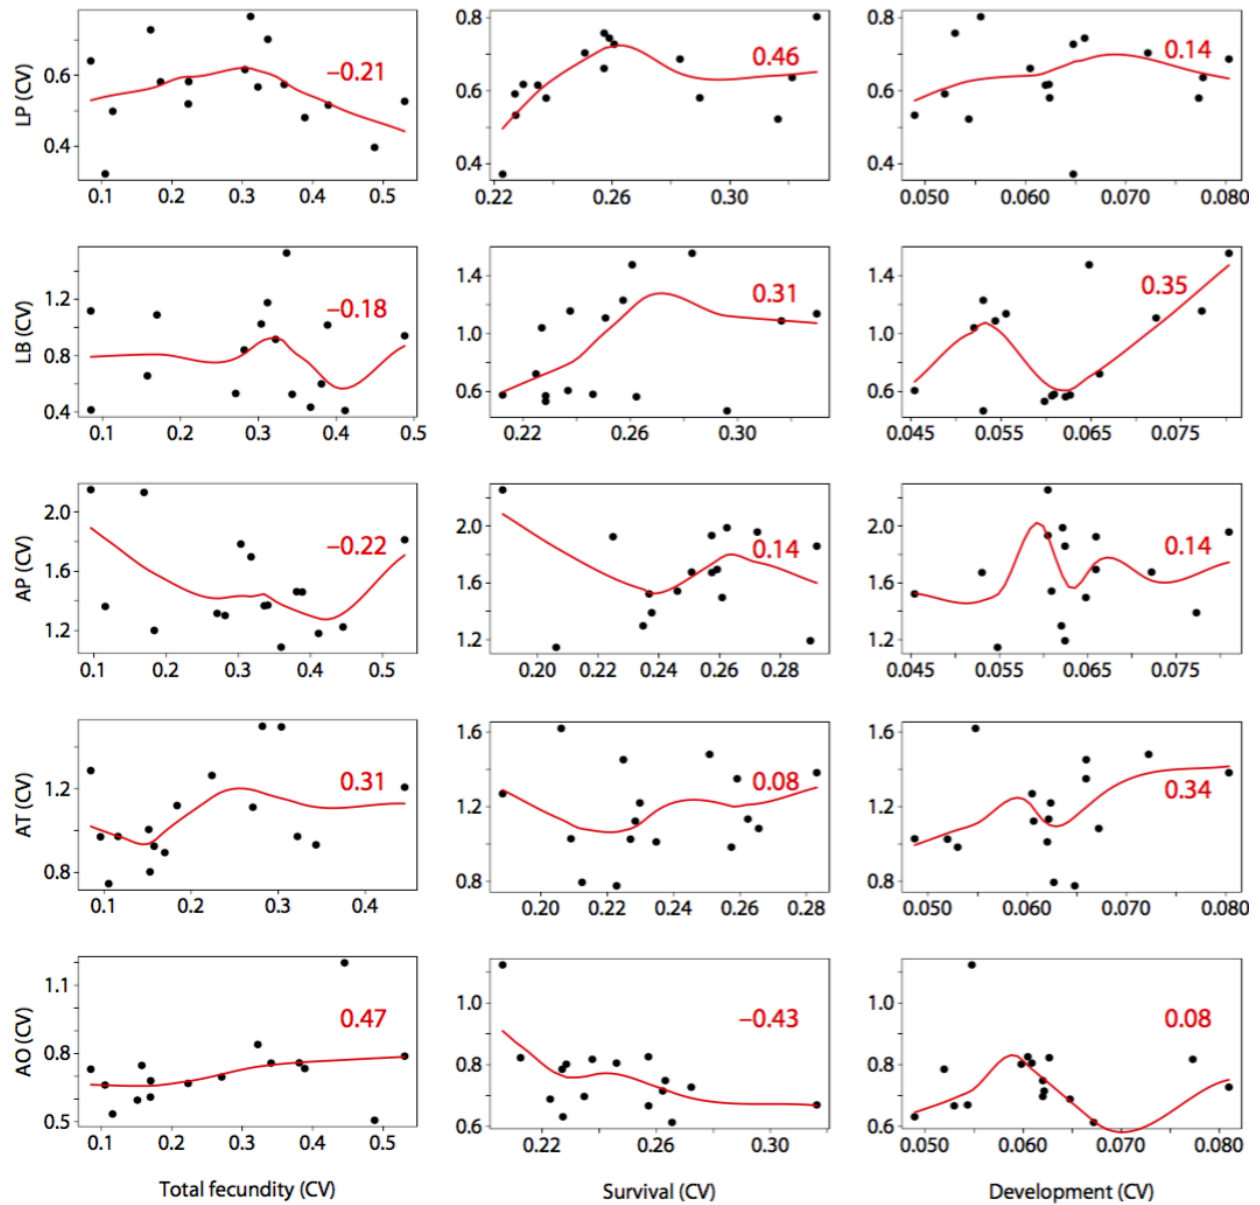 LP (CV)
0.6
0.4
0.1 0.2 0.3 0.4 0.5
−0.21
0.8
0.6
0.4
0.22 0.26 0.30
0.46
0.8
0.6
0.4
0.050 0.060 0.070 0.080
0.14
LB (CV)
1.2
0.8
0.4
0.1 0.2 0.3 0.4 0.5
−0.18
1.4
1.0
0.6
0.22 0.26 0.30
0.31
1.4
1.0
0.6
0.045 0.055 0.065 0.075
0.35
AP (CV)
2.0
1.6
1.2
0.1 0.2 0.3 0.4 0.5
−0.22
2.0
1.6
1.2
0.20 0.22 0.24 0.26 0.28
0.14
2.0
1.6
1.2
0.045 0.055 0.065 0.075
0.14
AT (CV)
1.2
0.8
0.1 0.2 0.3 0.4
0.31
1.6
1.2
0.8
0.20 0.22 0.24 0.26 0.28
0.08
1.6
1.2
0.8
0.050 0.060 0.070 0.080
0.34
AO (CV)
1.1
0.8
0.5
0.1 0.2 0.3 0.4 0.5
0.47
1.0
0.8
0.6
0.22 0.26 0.30
−0.43
1.0
0.8
0.6
0.050 0.060 0.070 0.080
0.08
Total fecundity (CV)
Survival (CV)
Development (CV)